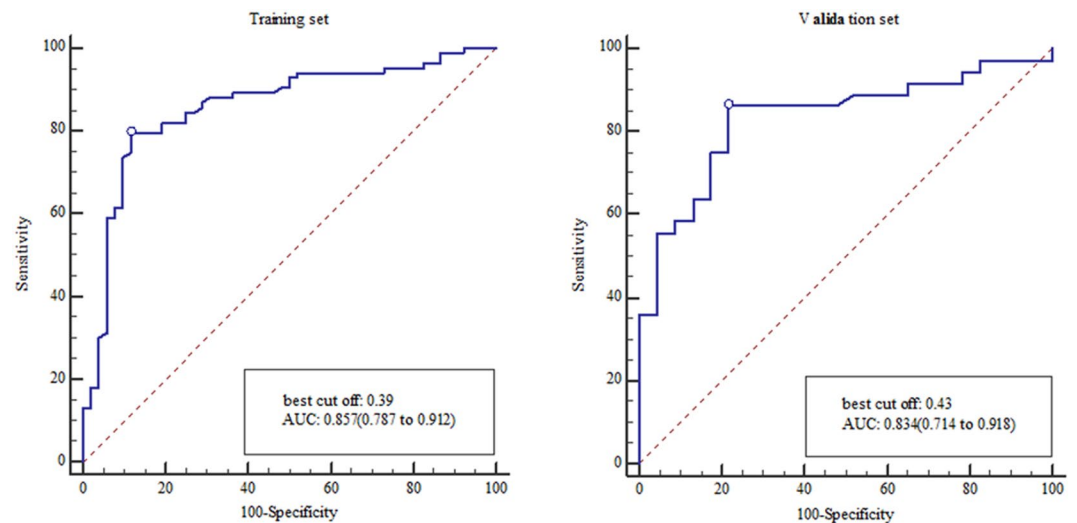 Training set
100
80
60
40
20
0
Sensitivity
best cut off: 0.39
AUC: 0.857(0.787 to 0.912)
0 20 40 60 80 100
100-Specificity
V alida tion set
100
80
60
40
20
0
Sensitivity
best cut off: 0.43
AUC: 0.834(0.714 to 0.918)
0 20 40 60 80 100
100-Specificity